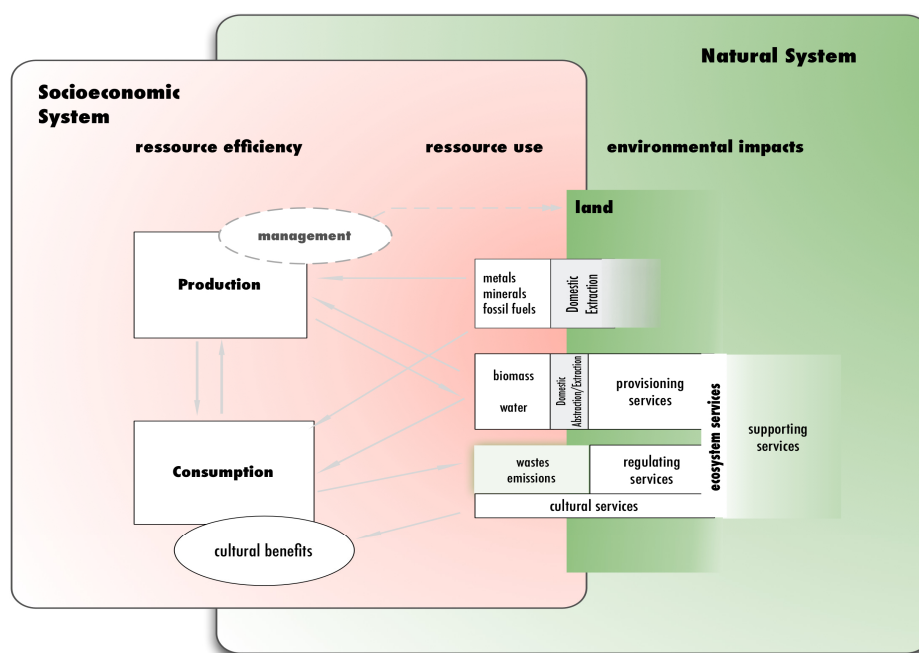 Natural System
Socioeconomic
System
ressource efficiency
ressource use
environmental impacts
land
management
Production
metals
minerals
fossil fuels
Domestic
Extraction
biomass
water
Domestic
Abstraction/Extraction
provisioning
services
ecosystem services
supporting
services
Consumption
wastes
emissions
regulating
services
cultural services
cultural benefits